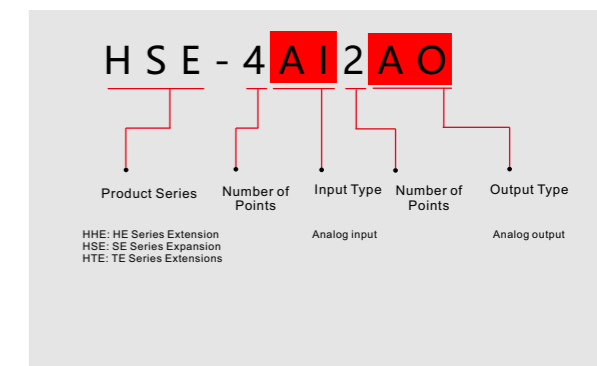 HSE-4AI2AO
Product Series
Number of
Points
Input Type
Number of
Points
Output Type
HHE: HE Series Extension
HSE: SE Series Expansion
HTE: TE Series Extensions
Analog input
Analog output